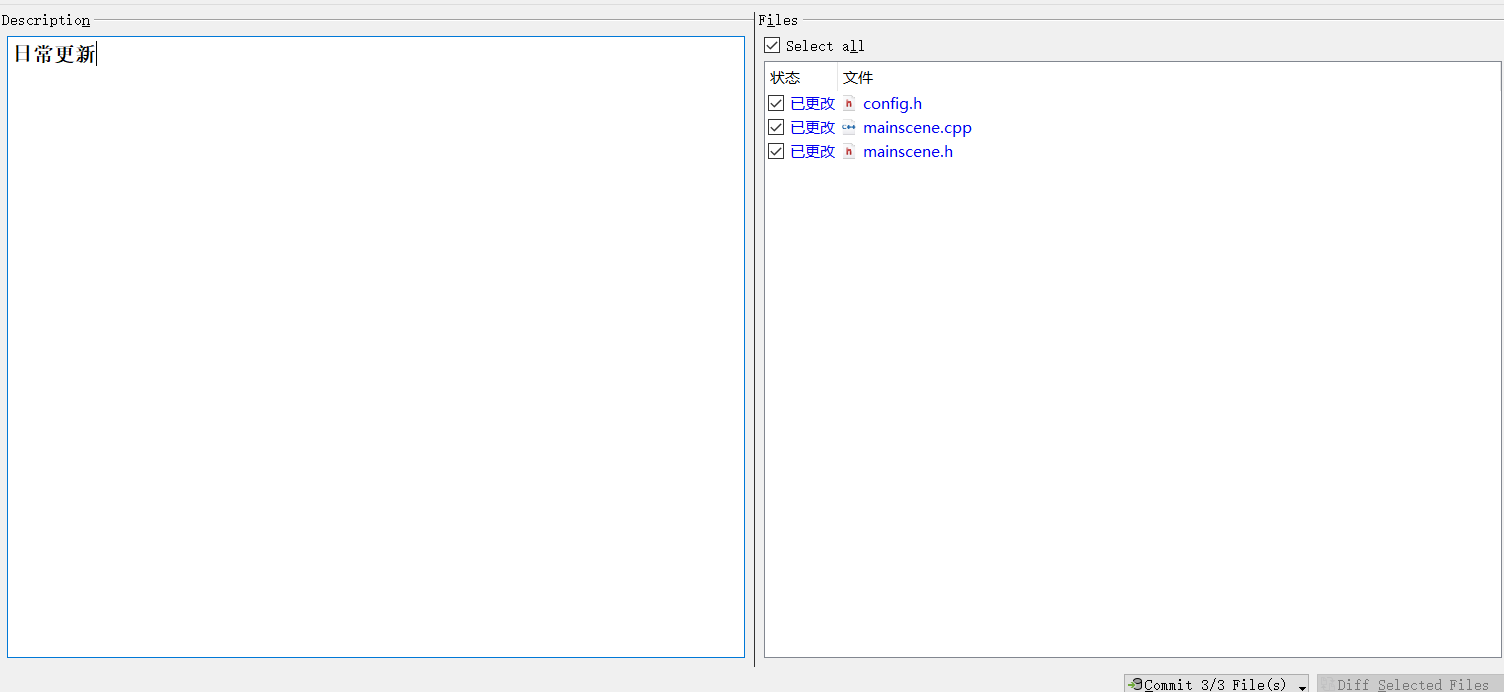 Description
日常更新
Files
Select all
状态 文件
已更改 config.h
已更改 mainscene.cpp
已更改 mainscene.h
Commit 3/3 File(s) Diff Selected Files